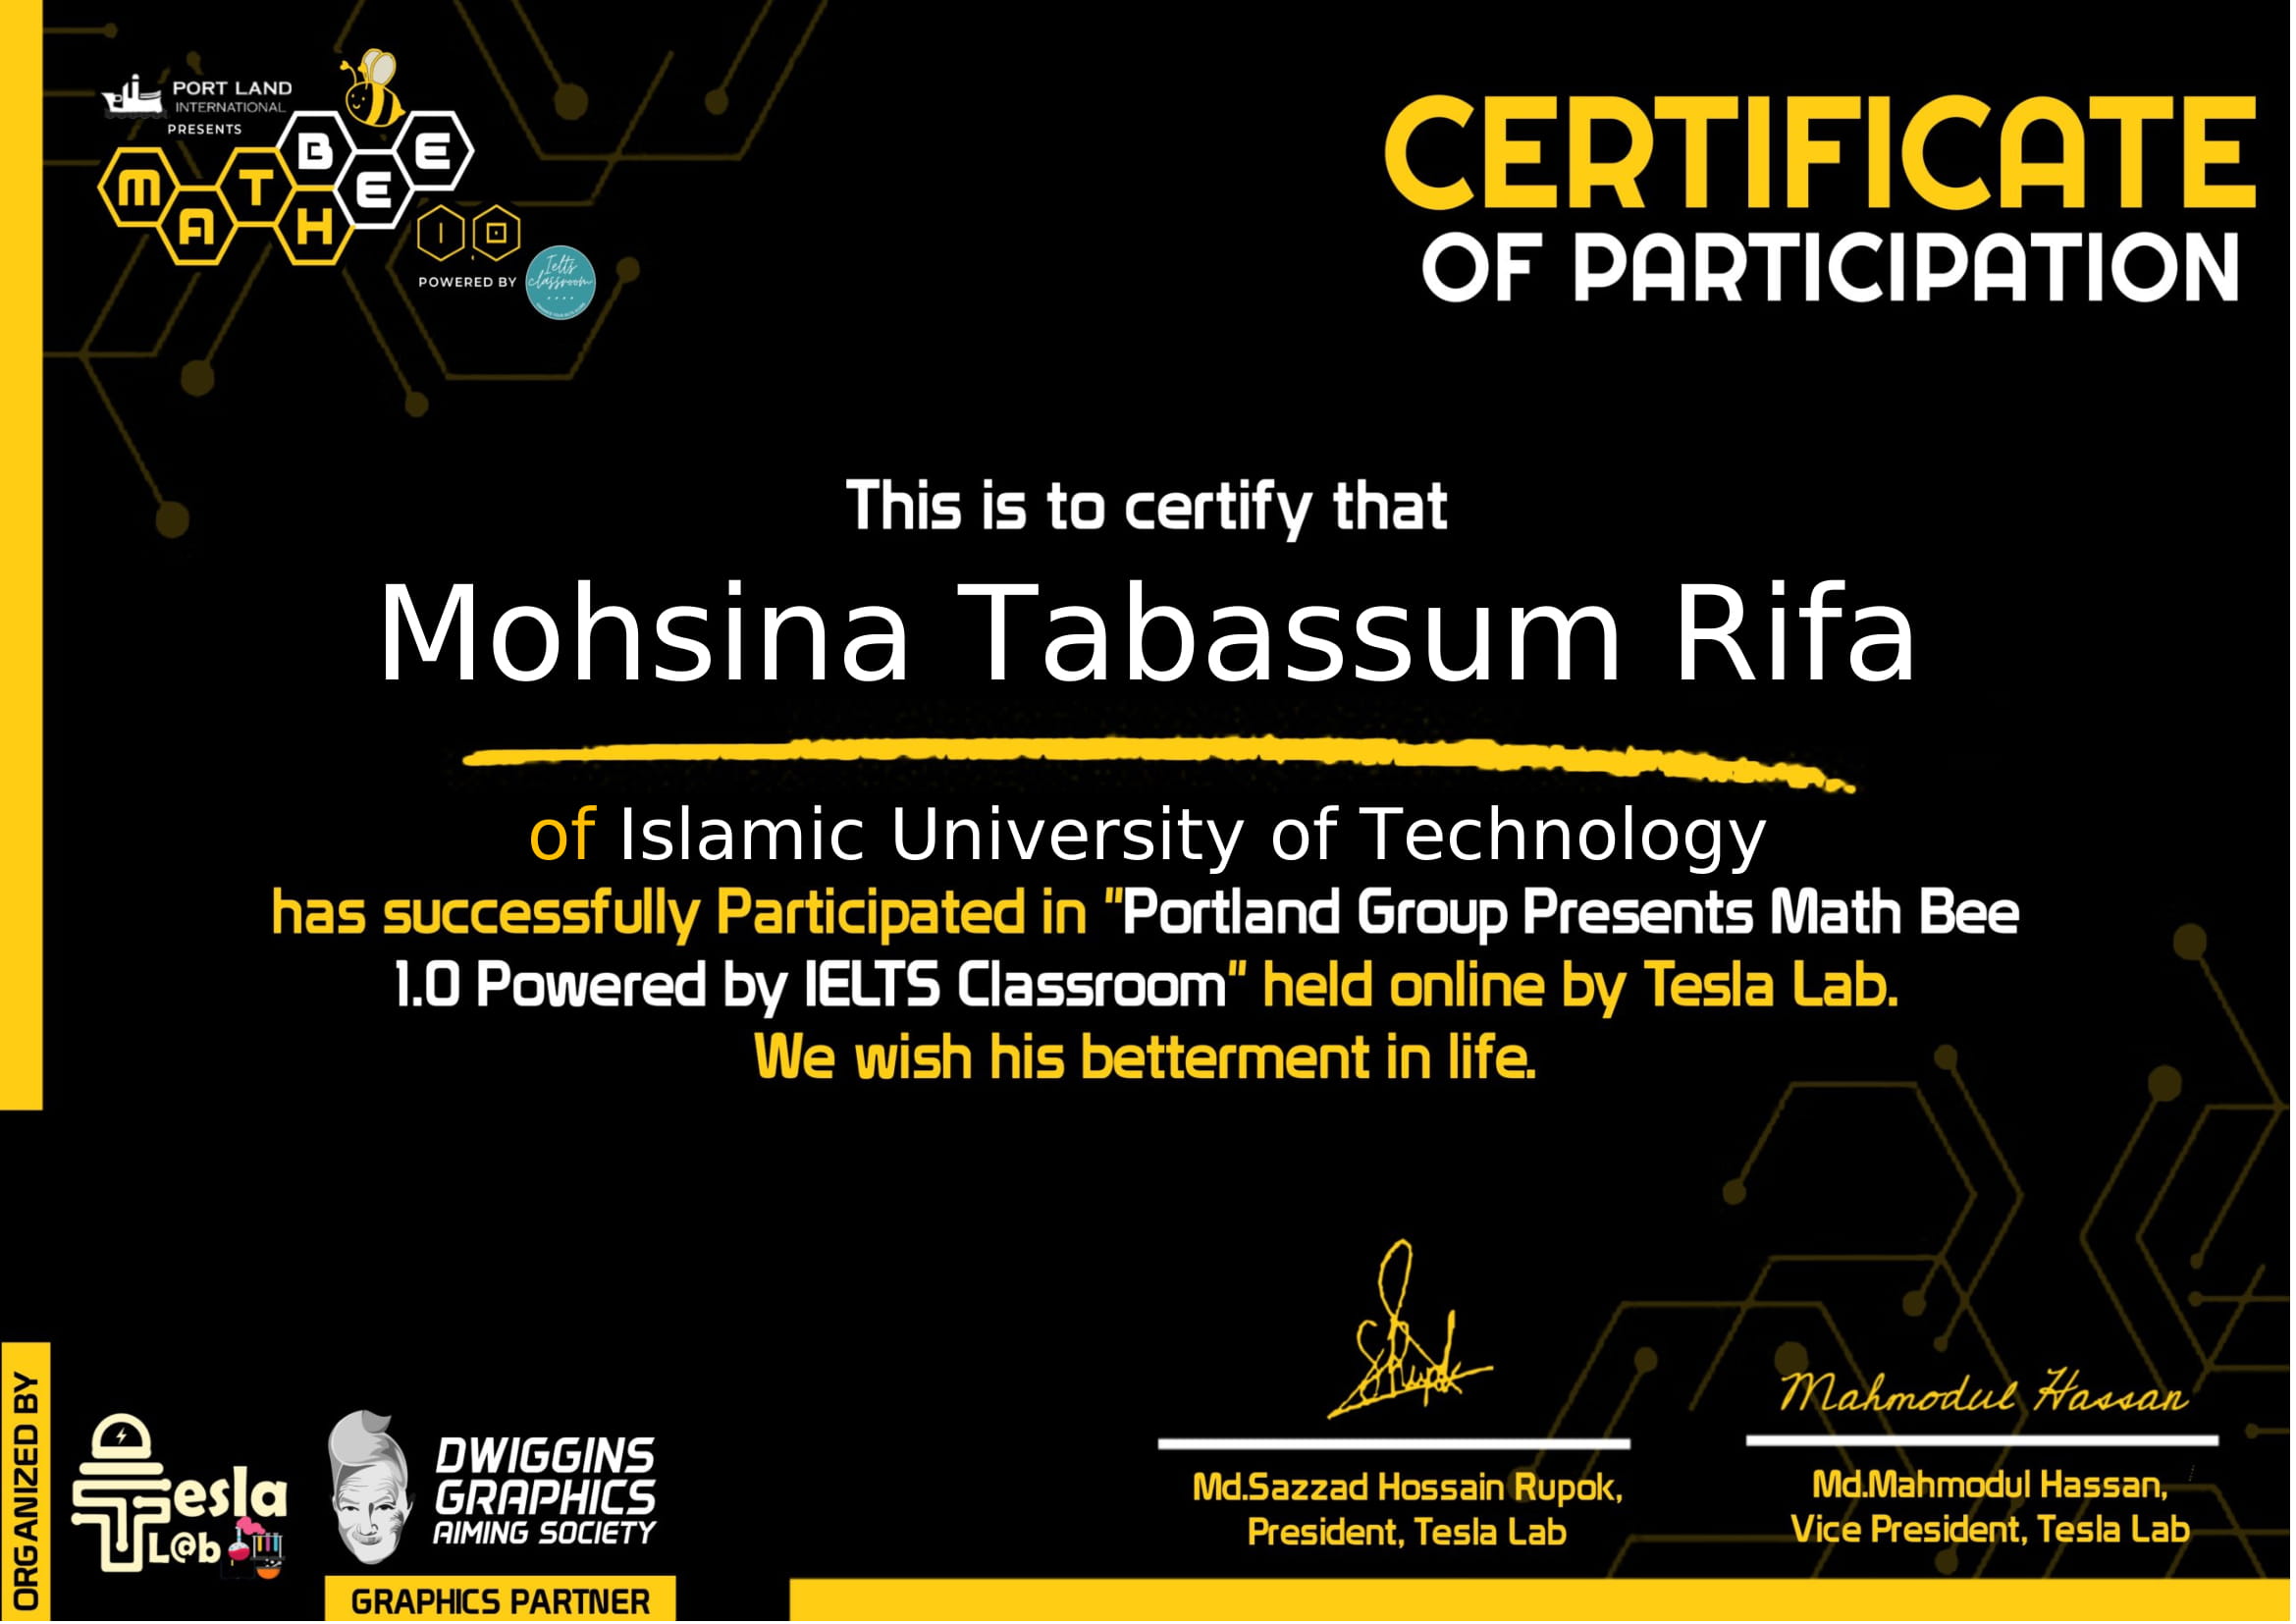 PORT LAND
INTERNATIONAL
PRESENTS
MATH BEE
1.0
POWERED BY
Ielts
classroom
CERTIFICATE
OF PARTICIPATION
This is to certify that
Mohsina Tabassum Rifa
of Islamic University of Technology
has successfully Participated in "Portland Group Presents Math Bee
1.0 Powered by IELTS Classroom" held online by Tesla Lab.
We wish his betterment in life.
ORGANIZED BY
Tesla
L@b
DWIGGINS
GRAPHICS
AIMING SOCIETY
GRAPHICS PARTNER
SRupok
Md.Sazzad Hossain Rupok,
President, Tesla Lab
Mahmodul Hassan
Md.Mahmodul Hassan,
Vice President, Tesla Lab